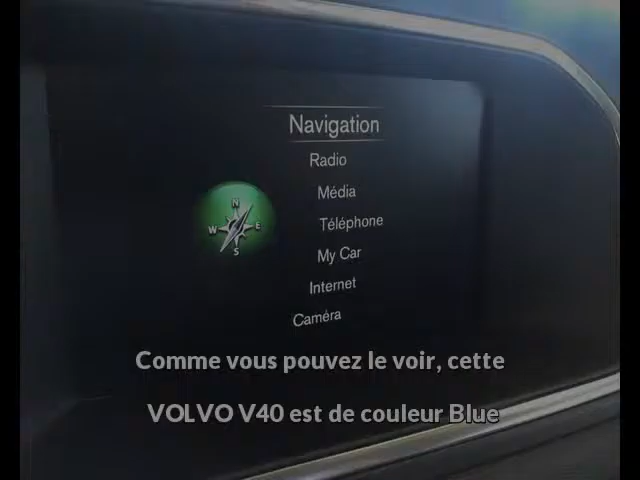 Navigation
Radio
Média
Téléphone
My Car
Internet
Caméra
N
W E
S
Comme vous pouvez le voir, cette
VOLVO V40 est de couleur Blue